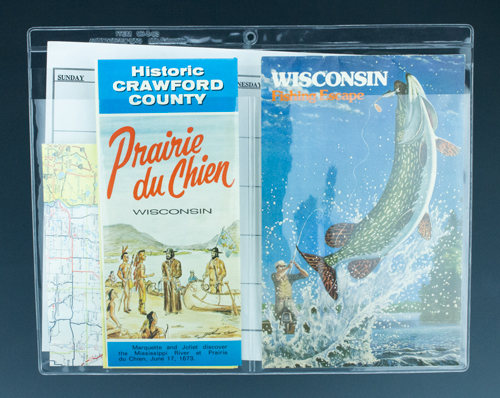 SUNDAY
Historic
CRAWFORD
COUNTY
Prairie
du Chien
WISCONSIN
Marquette and Joliet discover
the Mississippi River at Prairie
du Chien, June 17, 1673.
WISCONSIN
Fishing Escape